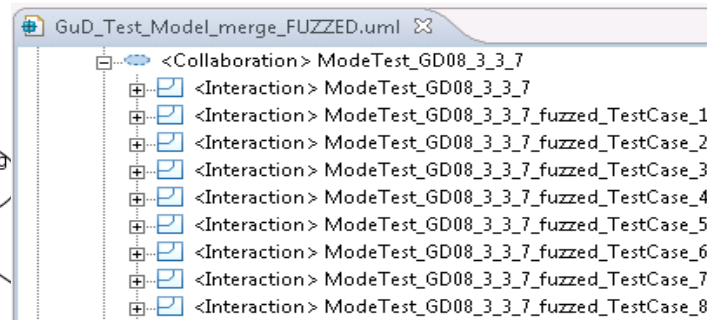 GuD_Test_Model_merge_FUZZED.uml
<Collaboration> ModeTest_GD08_3_3_7
<Interaction> ModeTest_GD08_3_3_7
<Interaction> ModeTest_GD08_3_3_7_fuzzed_TestCase_1
<Interaction> ModeTest_GD08_3_3_7_fuzzed_TestCase_2
<Interaction> ModeTest_GD08_3_3_7_fuzzed_TestCase_3
<Interaction> ModeTest_GD08_3_3_7_fuzzed_TestCase_4
<Interaction> ModeTest_GD08_3_3_7_fuzzed_TestCase_5
<Interaction> ModeTest_GD08_3_3_7_fuzzed_TestCase_6
<Interaction> ModeTest_GD08_3_3_7_fuzzed_TestCase_7
<Interaction> ModeTest_GD08_3_3_7_fuzzed_TestCase_8